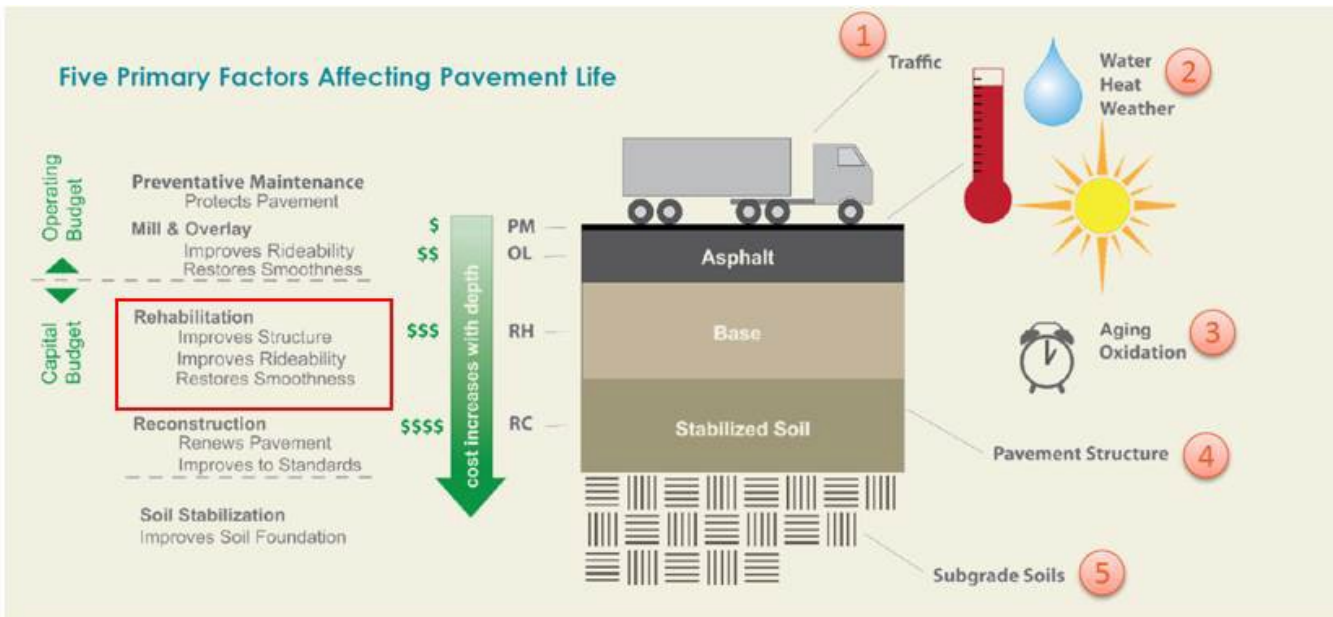 Five Primary Factors Affecting Pavement Life
Operating
Budget
Capital
Budget
Preventative Maintenance
Protects Pavement
Mill & Overlay
Improves Rideability
Restores Smoothness
Rehabilitation
Improves Structure
Improves Rideability
Restores Smoothness
Reconstruction
Renews Pavement
Improves to Standards
Soil Stabilization
Improves Soil Foundation
$
$$
$$$
$$$$
cost increases with depth
PM
OL
RH
RC
Asphalt
Base
Stabilized Soil
1
Traffic
Water
Heat
Weather
2
Aging
Oxidation
3
Pavement Structure
4
Subgrade Soils
5